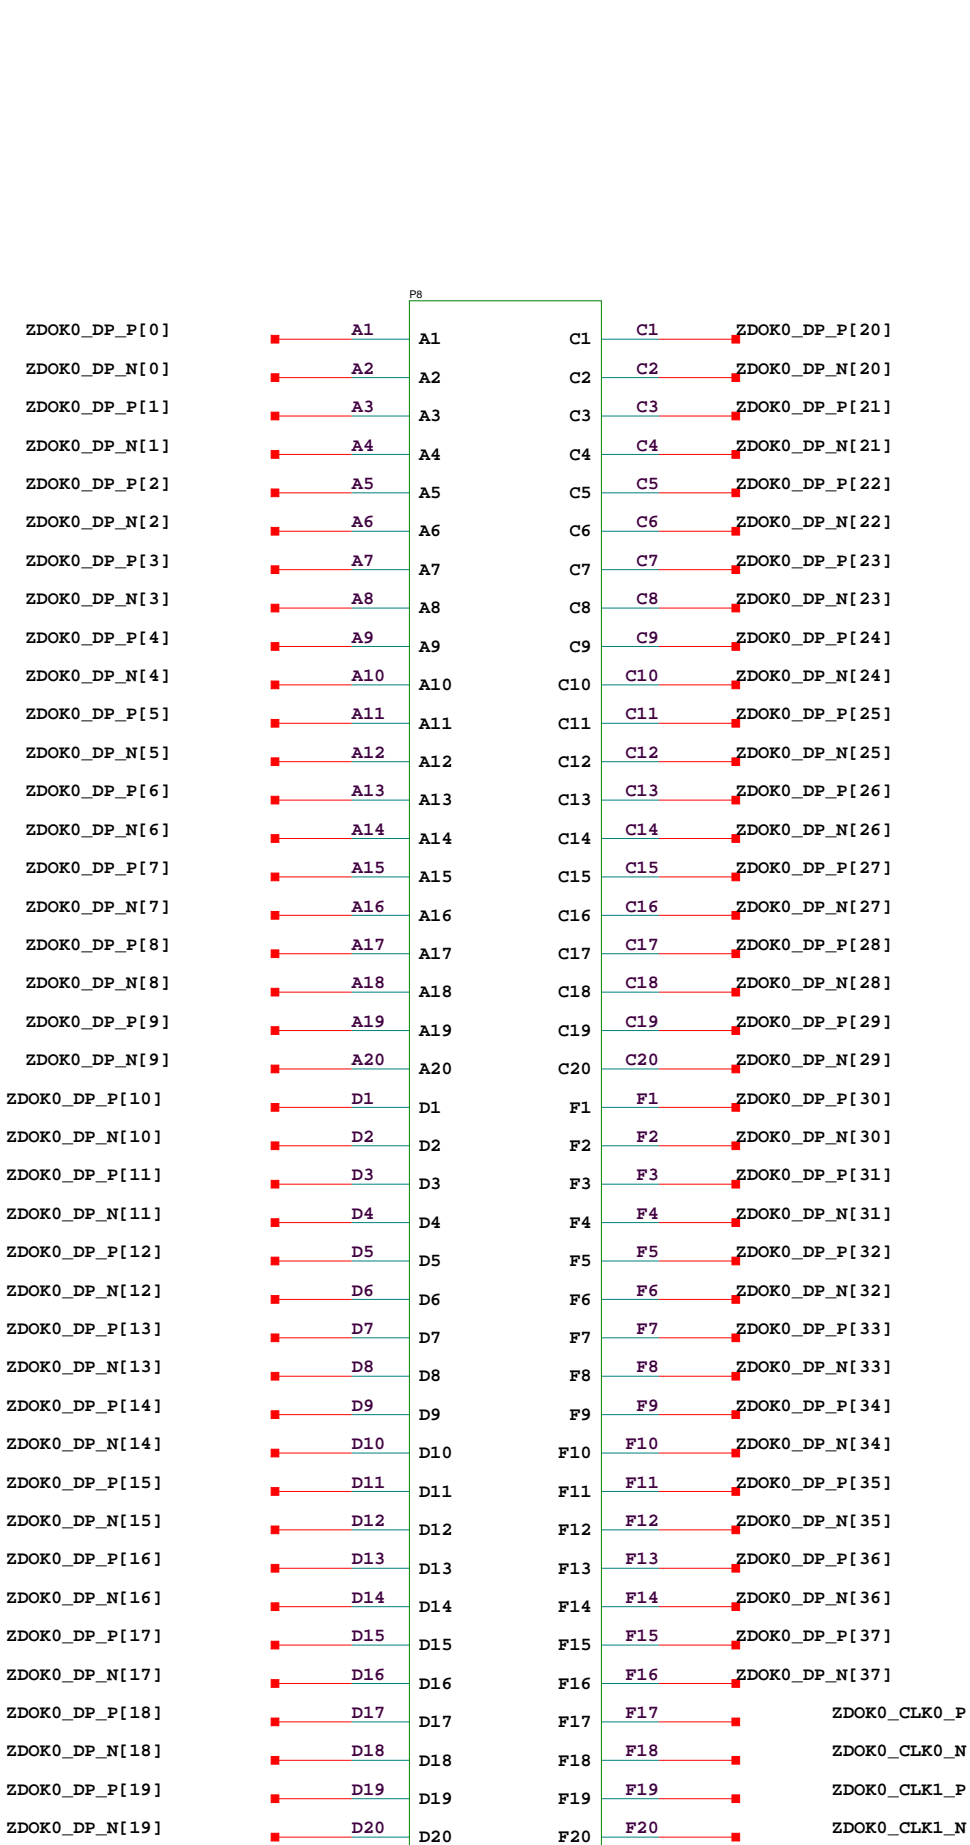 P8
ZDOK0_DP_P[0] A1 A1 C1 C1 ZDOK0_DP_P[20]
ZDOK0_DP_N[0] A2 A2 C2 C2 ZDOK0_DP_N[20]
ZDOK0_DP_P[1] A3 A3 C3 C3 ZDOK0_DP_P[21]
ZDOK0_DP_N[1] A4 A4 C4 C4 ZDOK0_DP_N[21]
ZDOK0_DP_P[2] A5 A5 C5 C5 ZDOK0_DP_P[22]
ZDOK0_DP_N[2] A6 A6 C6 C6 ZDOK0_DP_N[22]
ZDOK0_DP_P[3] A7 A7 C7 C7 ZDOK0_DP_P[23]
ZDOK0_DP_N[3] A8 A8 C8 C8 ZDOK0_DP_N[23]
ZDOK0_DP_P[4] A9 A9 C9 C9 ZDOK0_DP_P[24]
ZDOK0_DP_N[4] A10 A10 C10 C10 ZDOK0_DP_N[24]
ZDOK0_DP_P[5] A11 A11 C11 C11 ZDOK0_DP_P[25]
ZDOK0_DP_N[5] A12 A12 C12 C12 ZDOK0_DP_N[25]
ZDOK0_DP_P[6] A13 A13 C13 C13 ZDOK0_DP_P[26]
ZDOK0_DP_N[6] A14 A14 C14 C14 ZDOK0_DP_N[26]
ZDOK0_DP_P[7] A15 A15 C15 C15 ZDOK0_DP_P[27]
ZDOK0_DP_N[7] A16 A16 C16 C16 ZDOK0_DP_N[27]
ZDOK0_DP_P[8] A17 A17 C17 C17 ZDOK0_DP_P[28]
ZDOK0_DP_N[8] A18 A18 C18 C18 ZDOK0_DP_N[28]
ZDOK0_DP_P[9] A19 A19 C19 C19 ZDOK0_DP_P[29]
ZDOK0_DP_N[9] A20 A20 C20 C20 ZDOK0_DP_N[29]
ZDOK0_DP_P[10] D1 D1 F1 F1 ZDOK0_DP_P[30]
ZDOK0_DP_N[10] D2 D2 F2 F2 ZDOK0_DP_N[30]
ZDOK0_DP_P[11] D3 D3 F3 F3 ZDOK0_DP_P[31]
ZDOK0_DP_N[11] D4 D4 F4 F4 ZDOK0_DP_N[31]
ZDOK0_DP_P[12] D5 D5 F5 F5 ZDOK0_DP_P[32]
ZDOK0_DP_N[12] D6 D6 F6 F6 ZDOK0_DP_N[32]
ZDOK0_DP_P[13] D7 D7 F7 F7 ZDOK0_DP_P[33]
ZDOK0_DP_N[13] D8 D8 F8 F8 ZDOK0_DP_N[33]
ZDOK0_DP_P[14] D9 D9 F9 F9 ZDOK0_DP_P[34]
ZDOK0_DP_N[14] D10 D10 F10 F10 ZDOK0_DP_N[34]
ZDOK0_DP_P[15] D11 D11 F11 F11 ZDOK0_DP_P[35]
ZDOK0_DP_N[15] D12 D12 F12 F12 ZDOK0_DP_N[35]
ZDOK0_DP_P[16] D13 D13 F13 F13 ZDOK0_DP_P[36]
ZDOK0_DP_N[16] D14 D14 F14 F14 ZDOK0_DP_N[36]
ZDOK0_DP_P[17] D15 D15 F15 F15 ZDOK0_DP_P[37]
ZDOK0_DP_N[17] D16 D16 F16 F16 ZDOK0_DP_N[37]
ZDOK0_DP_P[18] D17 D17 F17 F17 ZDOK0_CLK0_P
ZDOK0_DP_N[18] D18 D18 F18 F18 ZDOK0_CLK0_N
ZDOK0_DP_P[19] D19 D19 F19 F19 ZDOK0_CLK1_P
ZDOK0_DP_N[19] D20 D20 F20 F20 ZDOK0_CLK1_N